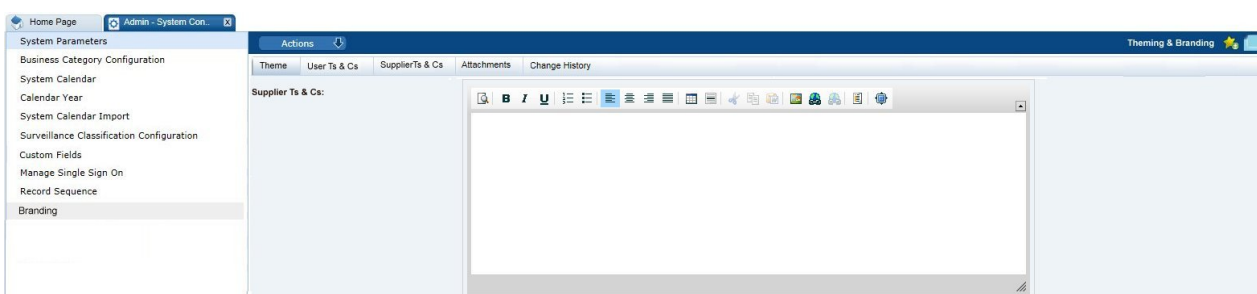 Home Page
Admin - System Con..
System Parameters
Actions
Theming & Branding
Business Category Configuration
Theme
User Ts & Cs
SupplierTs & Cs
Attachments
Change History
System Calendar
Supplier Ts & Cs:
Calendar Year
B I U
System Calendar Import
Surveillance Classification Configuration
Custom Fields
Manage Single Sign On
Record Sequence
Branding